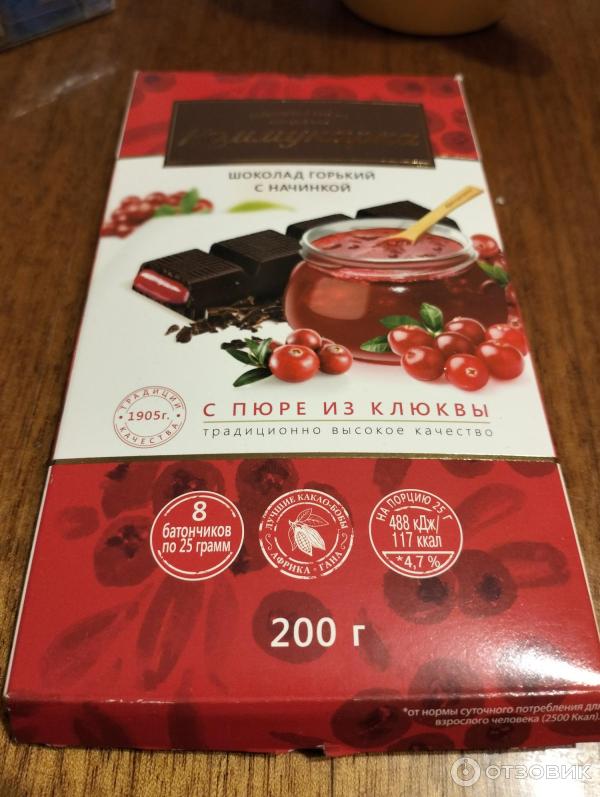 ШОКОЛАД ГОРЬКИЙ
С НАЧИНКОЙ
ТРАДИЦИИ
1905г.
КАЧЕСТВА
С ПЮРЕ ИЗ КЛЮКВЫ
ТРАДИЦИОННО ВЫСОКОЕ КАЧЕСТВО
8
батончиков
по 25 грамм
ЛУЧШИЕ КАКАО-БОБЫ
АФРИКА · ГАНА
НА ПОРЦИЮ 25 г
488 кДж/
117 ккал
*4,7 %
200 г
*от нормы суточного потребления для
взрослого человека (2500 Ккал).
ОТЗОВИК